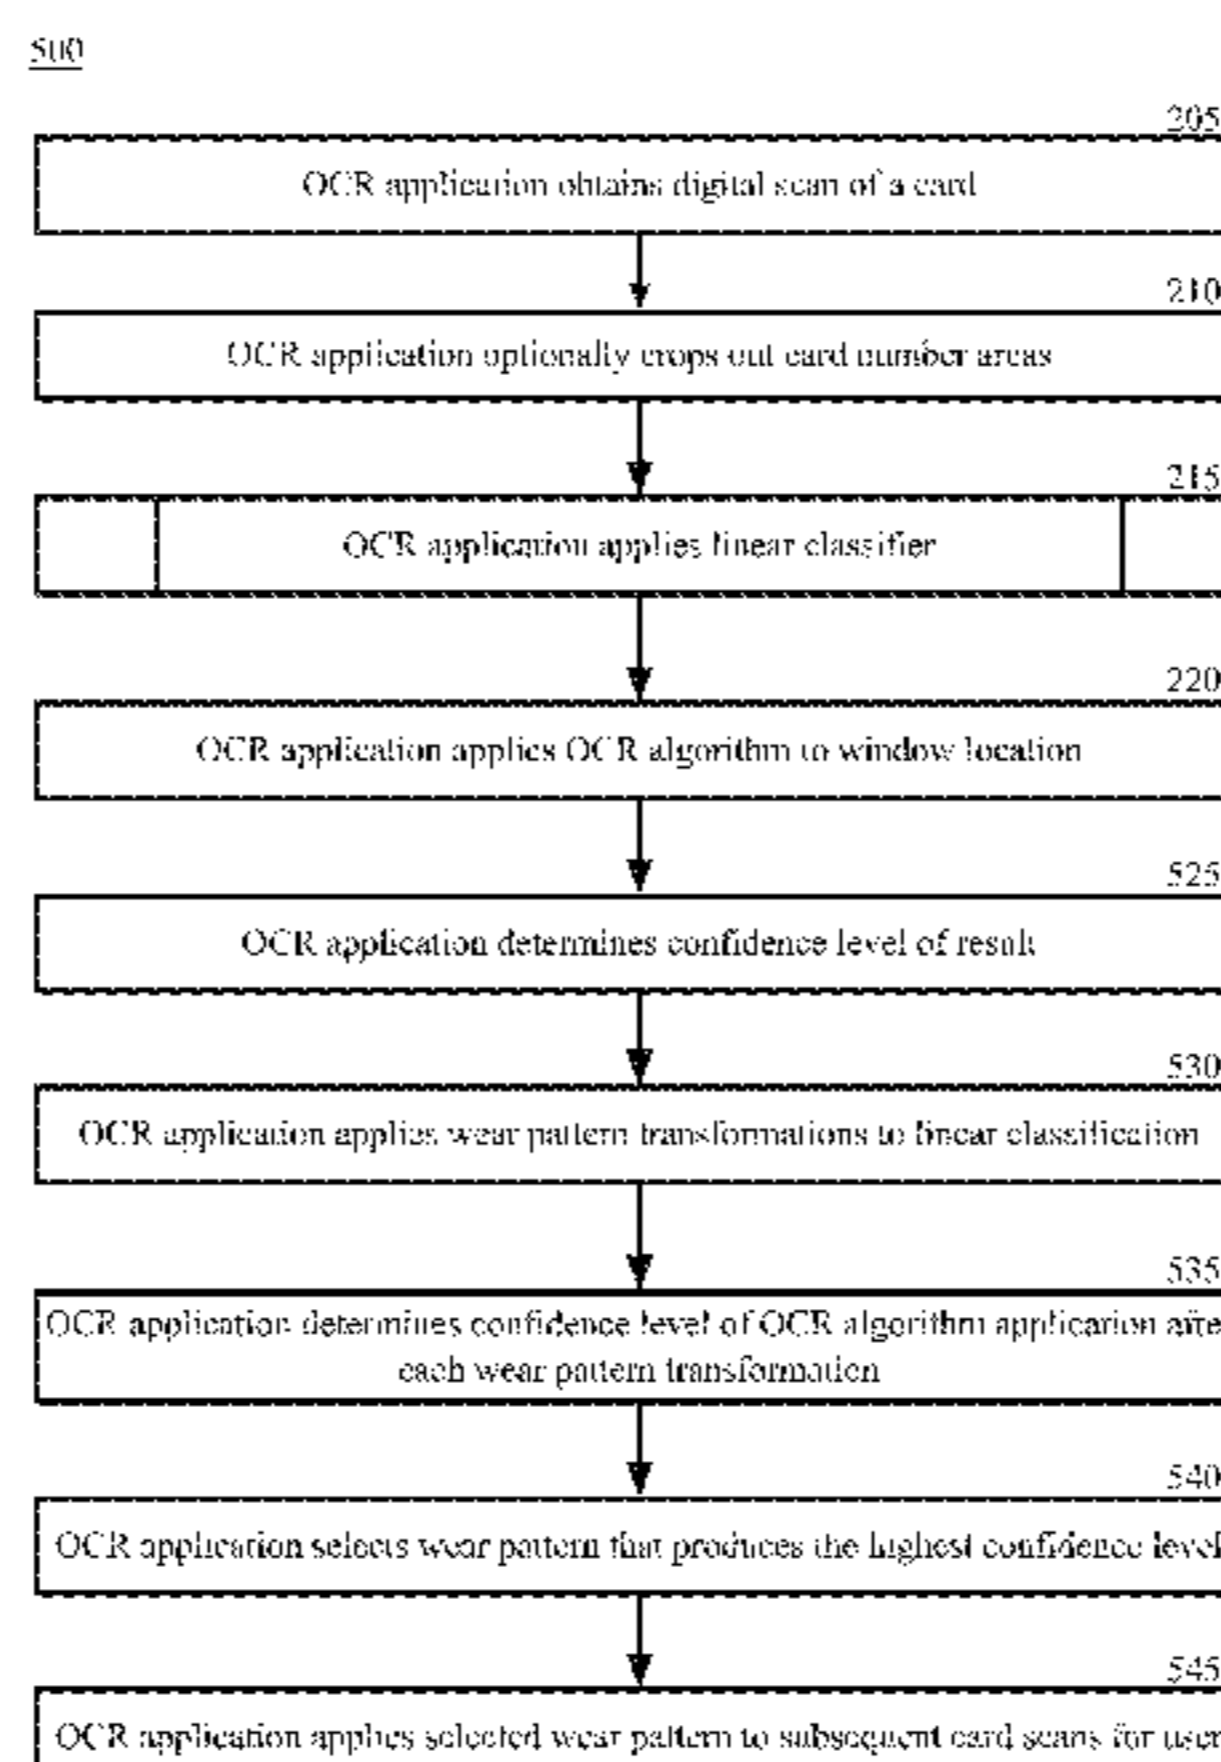 500
205
OCR application obtains digital scan of a card
210
OCR application optionally crops out card number areas
215
OCR application applies linear classifier
220
OCR application applies OCR algorithm to window location
525
OCR application determines confidence level of result
530
OCR application applies wear pattern transformations to linear classification
535
OCR application determines confidence level of OCR algorithm application afte
each wear pattern transformation
540
OCR application selects wear pattern that produces the highest confidence level
545
OCR application applies selected wear pattern to subsequent card scans for user